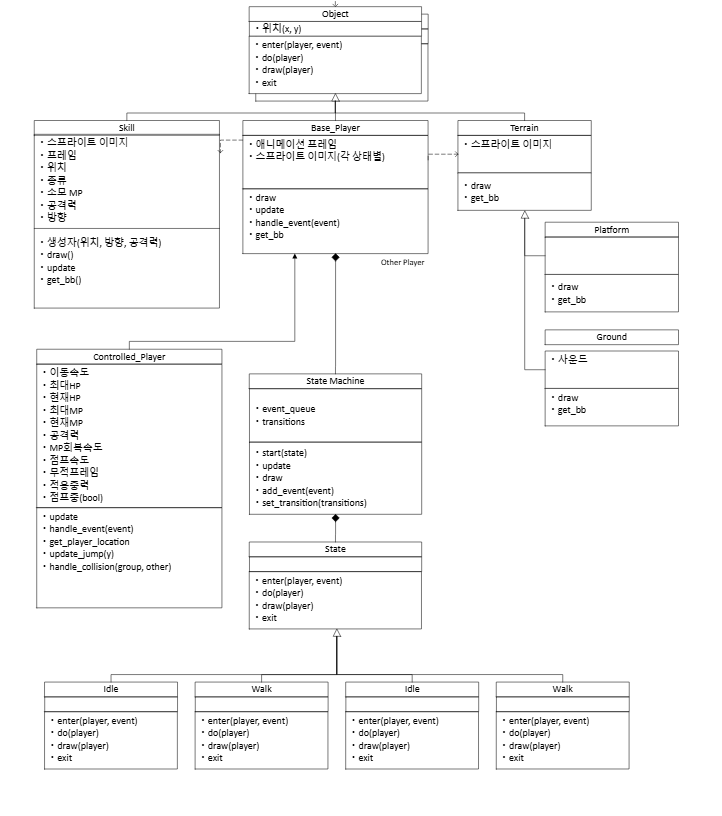 Object
・위치(x, y)
・enter(player, event)
・do(player)
・draw(player)
・exit
Skill
・스프라이트 이미지
・프레임
・위치
・종류
・소모 MP
・공격력
・방향
・생성자(위치, 방향, 공격력)
・draw()
・update
・get_bb()
Base_Player
・애니메이션 프레임
・스프라이트 이미지(각 상태별)
・draw
・update
・handle_event(event)
・get_bb
Other Player
Terrain
・스프라이트 이미지
・draw
・get_bb
Platform
・draw
・get_bb
Ground
・사운드
・draw
・get_bb
Controlled_Player
・이동속도
・최대HP
・현재HP
・최대MP
・현재MP
・공격력
・MP회복속도
・점프속도
・무적프레임
・적용중력
・점프중(bool)
・update
・handle_event(event)
・get_player_location
・update_jump(y)
・handle_collision(group, other)
State Machine
・event_queue
・transitions
・start(state)
・update
・draw
・add_event(event)
・set_transition(transitions)
State
・enter(player, event)
・do(player)
・draw(player)
・exit
Idle
・enter(player, event)
・do(player)
・draw(player)
・exit
Walk
・enter(player, event)
・do(player)
・draw(player)
・exit
Idle
・enter(player, event)
・do(player)
・draw(player)
・exit
Walk
・enter(player, event)
・do(player)
・draw(player)
・exit